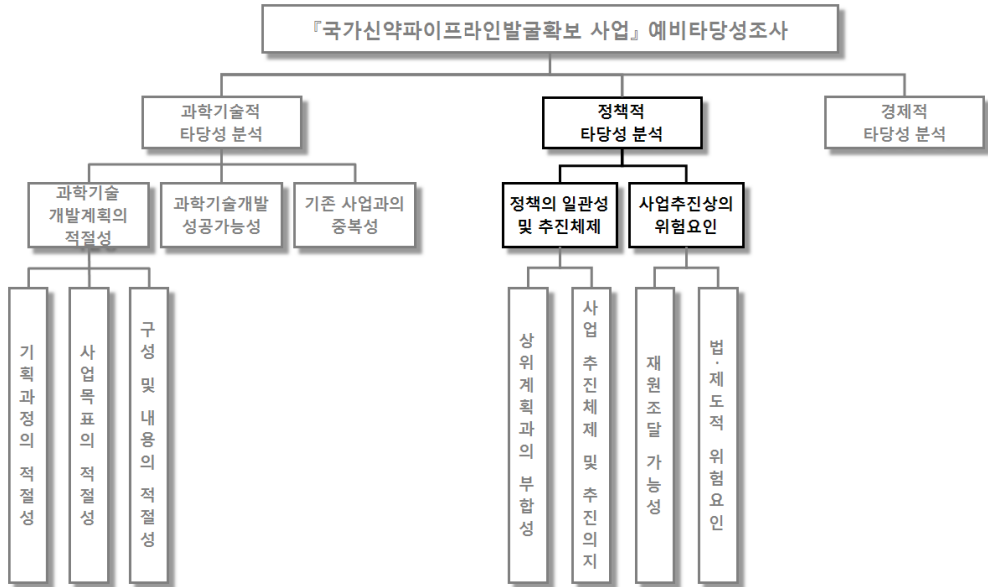 『국가신약파이프라인발굴확보 사업』 예비타당성조사
과학기술적
타당성 분석
정책적
타당성 분석
경제적
타당성 분석
과학기술
개발계획의
적절성
과학기술개발
성공가능성
기존 사업과의
중복성
정책의 일관성
및 추진체제
사업추진상의
위험요인
기획과정의 적절성
사업목표의 적절성
구성 및 내용의 적절성
상위계획과의 부합성
사업 추진체제 및 추진의지
재원조달 가능성
법·제도적 위험요인